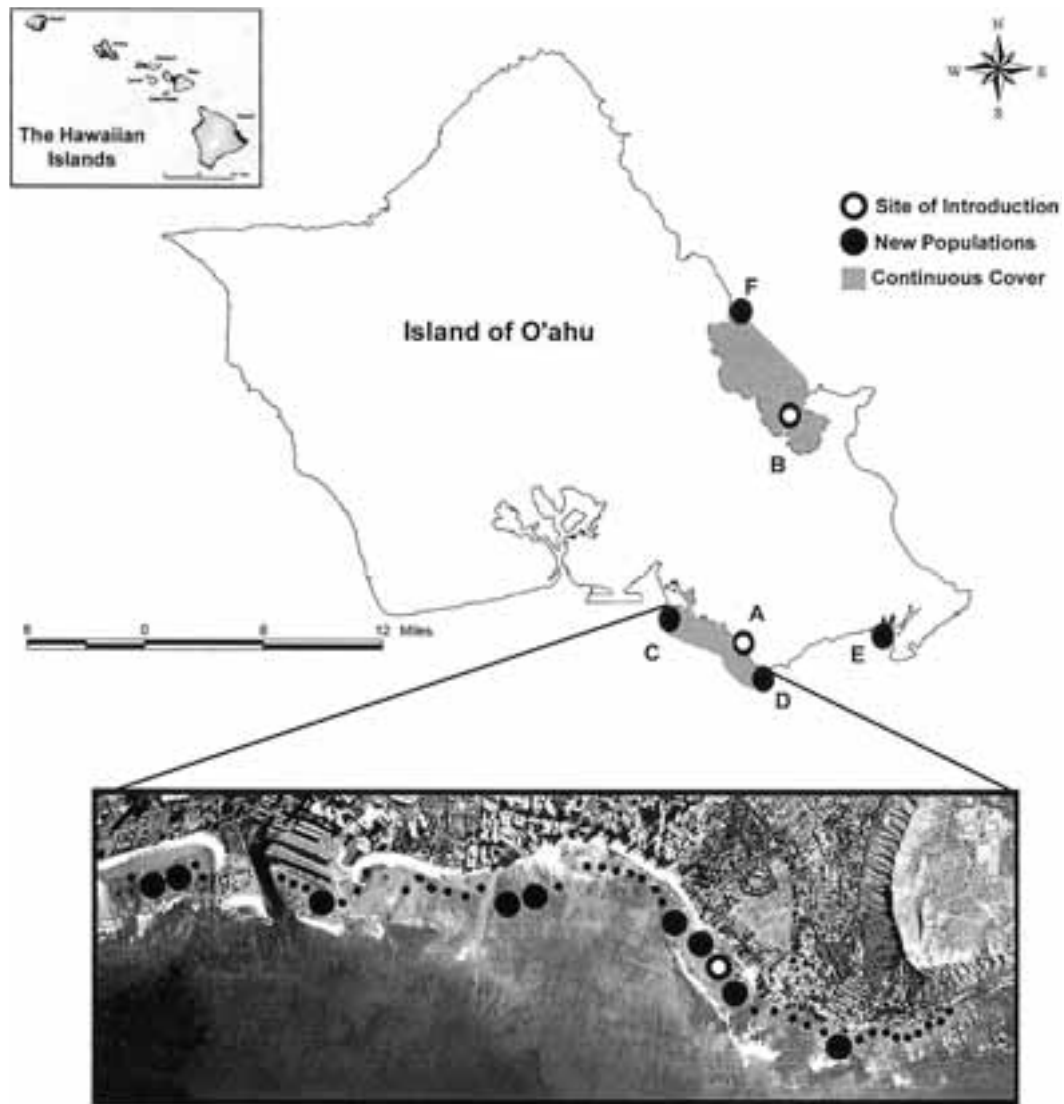 N
W E
S
The Hawaiian
Islands
Site of Introduction
New Populations
Continuous Cover
F
Island of O'ahu
B
A
6 0 6 12 Miles
C
E
D